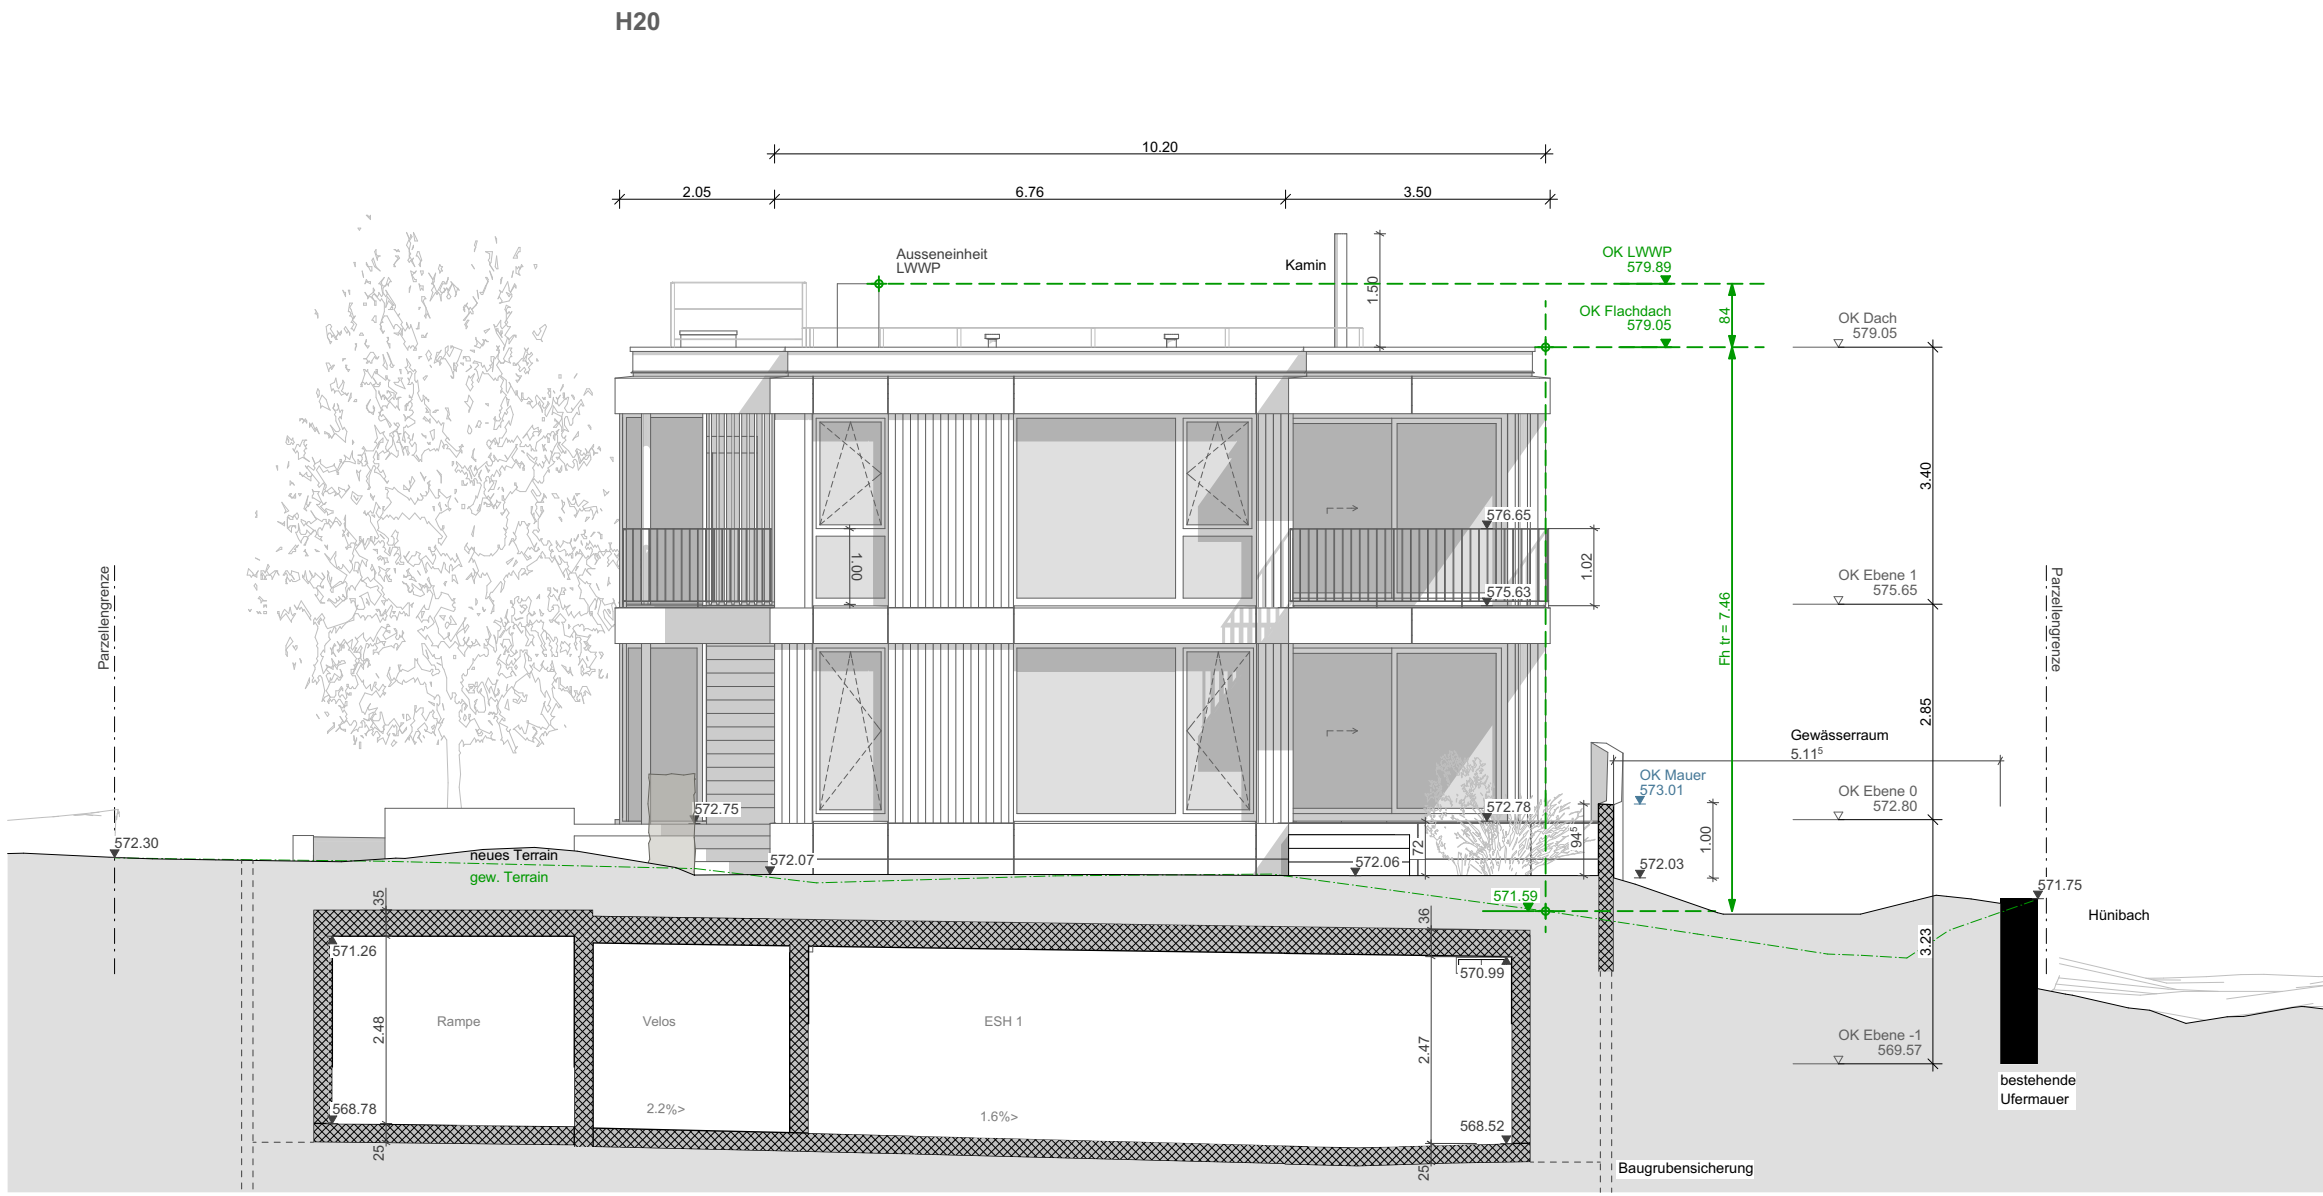 H20
10.20
2.05
6.76
3.50
Ausseneinheit
LWWP
Kamin
1.50
OK LWWP
579.89
OK Flachdach
579.05
84
OK Dach
579.05
3.40
576.65
1.00
1.02
575.63
OK Ebene 1
575.65
Parzellengrenze
Parzellengrenze
Fh tr = 7.46
2.85
Gewässerraum
5.11⁵
OK Mauer
573.01
OK Ebene 0
572.80
572.75
572.78
94⁵
1.00
72
572.30
neues Terrain
gew. Terrain
572.07
572.06
572.03
571.59
571.75
Hünibach
35
36
3.23
571.26
570.99
Rampe
Velos
ESH 1
2.48
2.47
OK Ebene -1
569.57
568.78
2.2%>
1.6%>
568.52
bestehende
Ufermauer
25
25
Baugrubensicherung